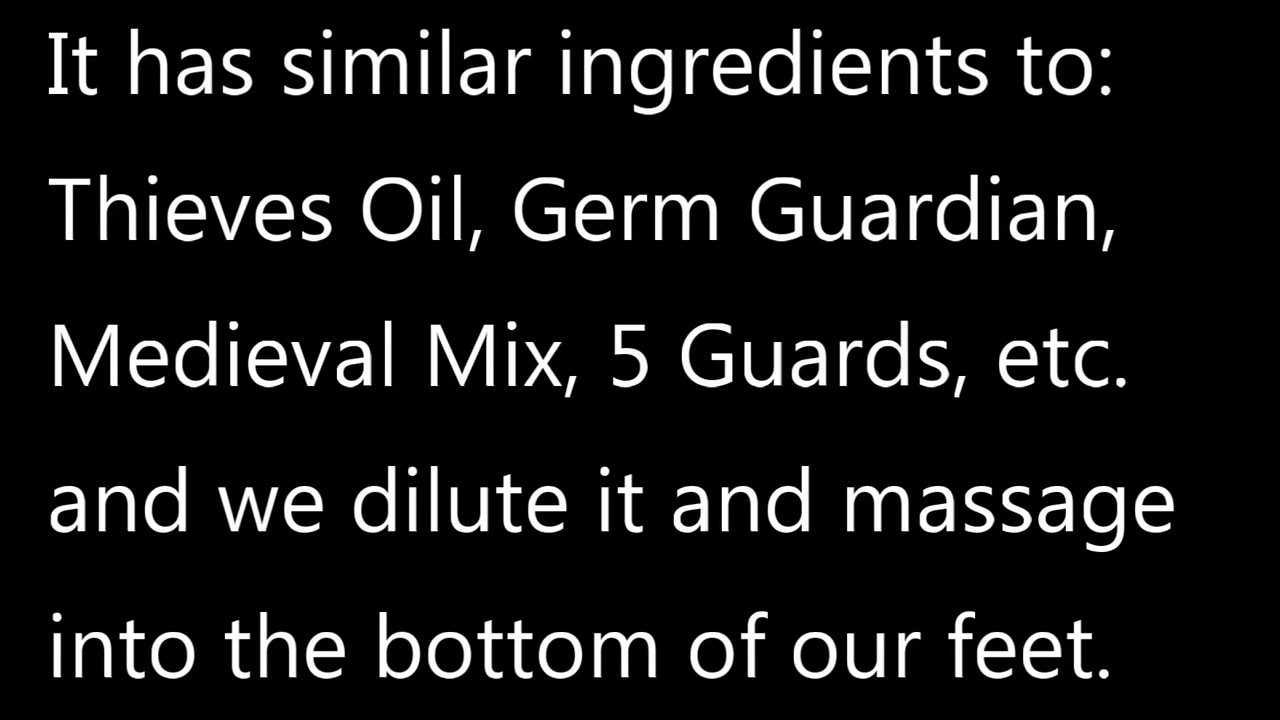 It has similar ingredients to:
Thieves Oil, Germ Guardian,
Medieval Mix, 5 Guards, etc.
and we dilute it and massage
into the bottom of our feet.